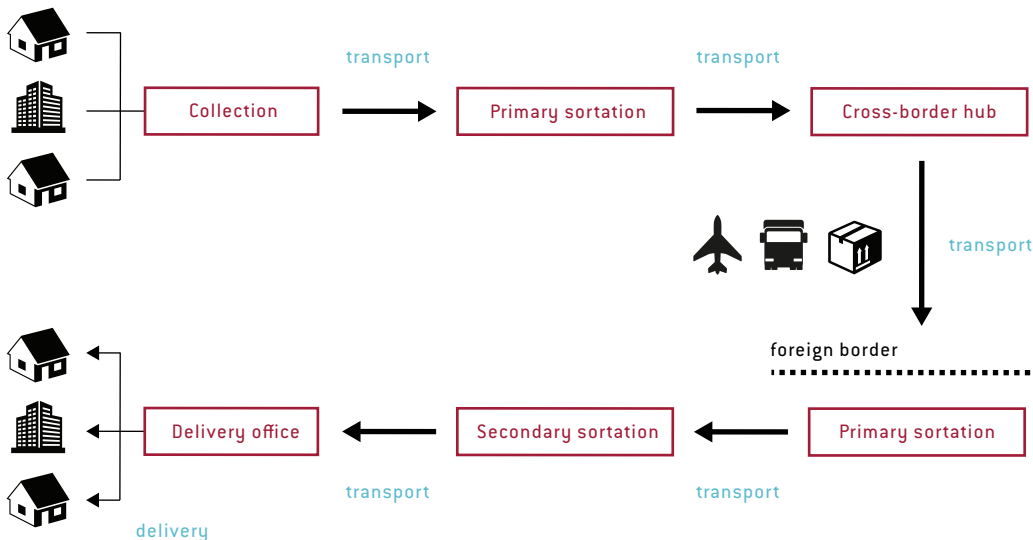 transport
transport
Collection
Primary sortation
Cross-border hub
transport
foreign border
Delivery office
Secondary sortation
Primary sortation
transport
transport
delivery